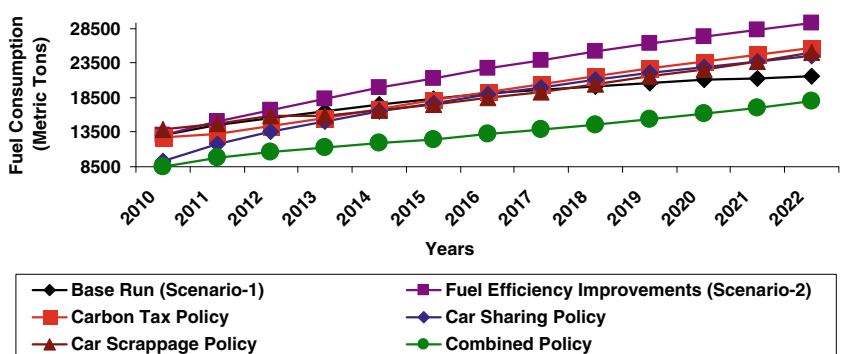 Fuel Consumption
(Metric Tons)
28500
23500
18500
13500
8500
2010 2011 2012 2013 2014 2015 2016 2017 2018 2019 2020 2021 2022
Years
Base Run (Scenario-1) Fuel Efficiency Improvements (Scenario-2)
Carbon Tax Policy Car Sharing Policy
Car Scrappage Policy Combined Policy